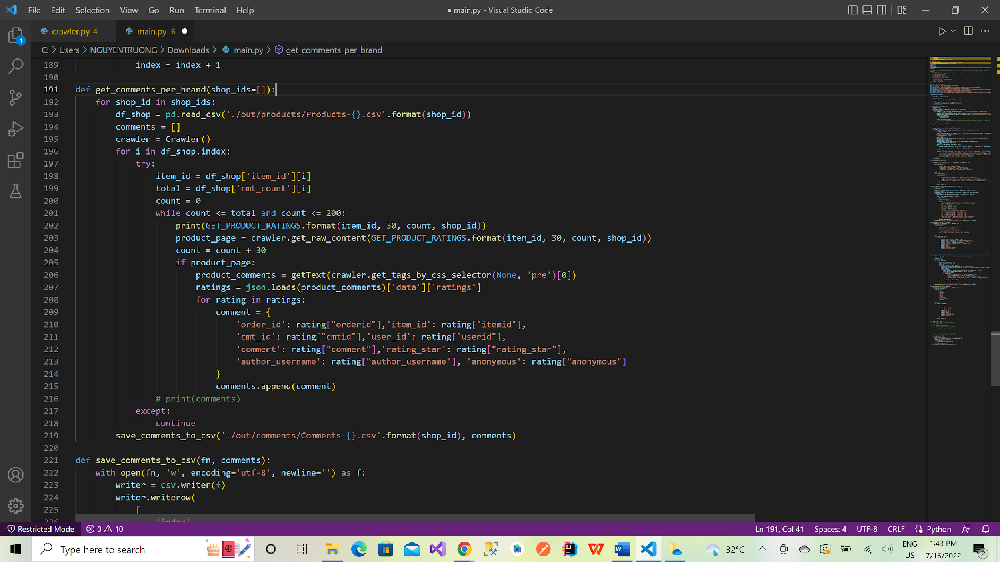 File Edit Selection View Go Run Terminal Help
● main.py - Visual Studio Code
crawler.py 4
main.py 6 ●
C: > Users > NGUYENTRUONG > Downloads > main.py > get_comments_per_brand
189 index = index + 1
190
191 def get_comments_per_brand(shop_ids=[]):
192 for shop_id in shop_ids:
193 df_shop = pd.read_csv('./out/products/Products-{}.csv'.format(shop_id))
194 comments = []
195 crawler = Crawler()
196 for i in df_shop.index:
197 try:
198 item_id = df_shop['item_id'][i]
199 total = df_shop['cmt_count'][i]
200 count = 0
201 while count <= total and count <= 200:
202 print(GET_PRODUCT_RATINGS.format(item_id, 30, count, shop_id))
203 product_page = crawler.get_raw_content(GET_PRODUCT_RATINGS.format(item_id, 30, count, shop_id))
204 count = count + 30
205 if product_page:
206 product_comments = getText(crawler.get_tags_by_css_selector(None, 'pre')[0])
207 ratings = json.loads(product_comments)['data']['ratings']
208 for rating in ratings:
209 comment = {
210 'order_id': rating["orderid"],'item_id': rating["itemid"],
211 'cmt_id': rating["cmtid"],'user_id': rating["userid"],
212 'comment': rating["comment"],'rating_star': rating["rating_star"],
213 'author_username': rating["author_username"], 'anonymous': rating["anonymous"]
214 }
215 comments.append(comment)
216 # print(comments)
217 except:
218 continue
219 save_comments_to_csv('./out/comments/Comments-{}.csv'.format(shop_id), comments)
220
221 def save_comments_to_csv(fn, comments):
222 with open(fn, 'w', encoding='utf-8', newline='') as f:
223 writer = csv.writer(f)
224 writer.writerow(
225 [
226 'index'
1
Restricted Mode 0 10 Ln 191, Col 41 Spaces: 4 UTF-8 CRLF Python
Type here to search
32°C
ENG
US
1:43 PM
7/16/2022
2